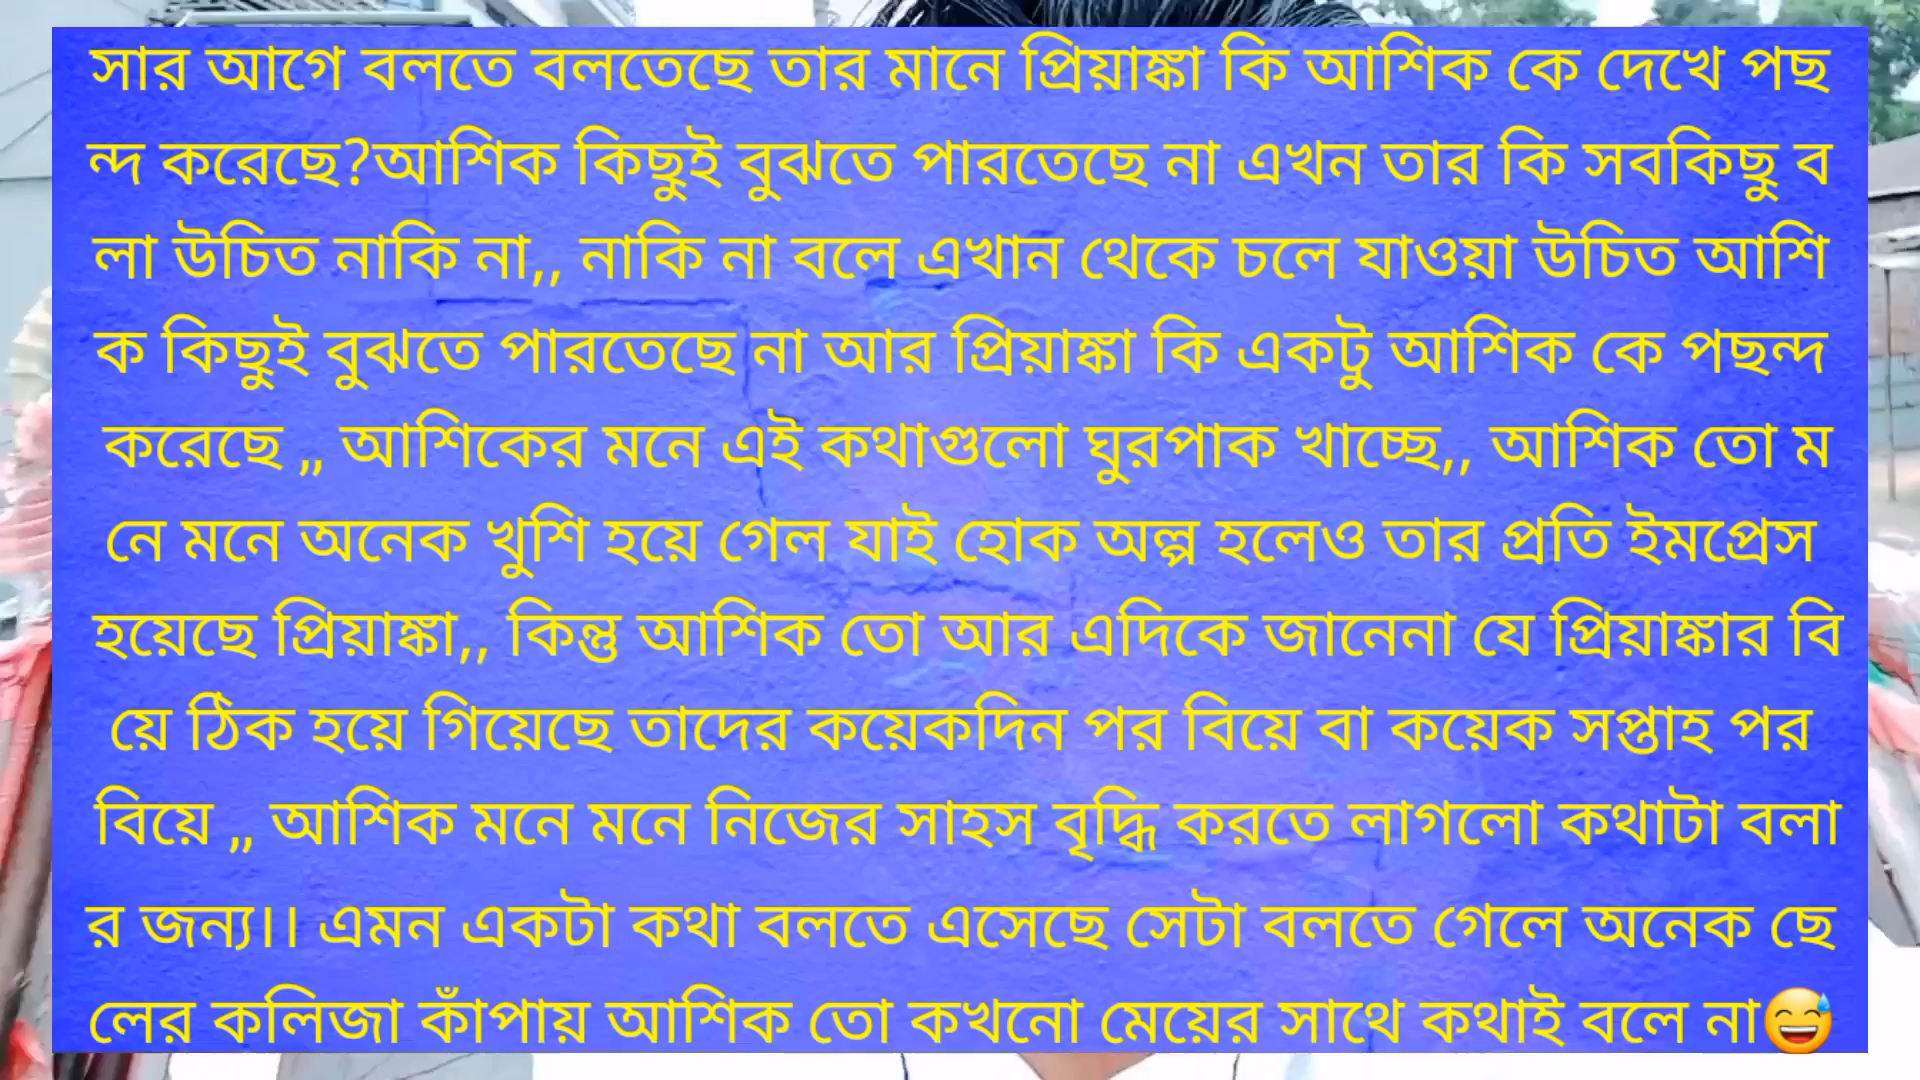 সার আগে বলতে বলতেছে তার মানে প্রিয়াঙ্কা কি আশিক কে দেখে পছ
ন্দ করেছে?আশিক কিছুই বুঝতে পারতেছে না এখন তার কি সবকিছু ব
লা উচিত নাকি না,, নাকি না বলে এখান থেকে চলে যাওয়া উচিত আশি
ক কিছুই বুঝতে পারতেছে না আর প্রিয়াঙ্কা কি একটু আশিক কে পছন্দ
করেছে ,, আশিকের মনে এই কথাগুলো ঘুরপাক খাচ্ছে,, আশিক তো ম
নে মনে অনেক খুশি হয়ে গেল যাই হোক অল্প হলেও তার প্রতি ইমপ্রেস
হয়েছে প্রিয়াঙ্কা,, কিন্তু আশিক তো আর এদিকে জানেনা যে প্রিয়াঙ্কার বি
য়ে ঠিক হয়ে গিয়েছে তাদের কয়েকদিন পর বিয়ে বা কয়েক সপ্তাহ পর
বিয়ে ,, আশিক মনে মনে নিজের সাহস বৃদ্ধি করতে লাগলো কথাটা বলা
র জন্য।। এমন একটা কথা বলতে এসেছে সেটা বলতে গেলে অনেক ছে
লের কলিজা কাঁপায় আশিক তো কখনো মেয়ের সাথে কথাই বলে না😅